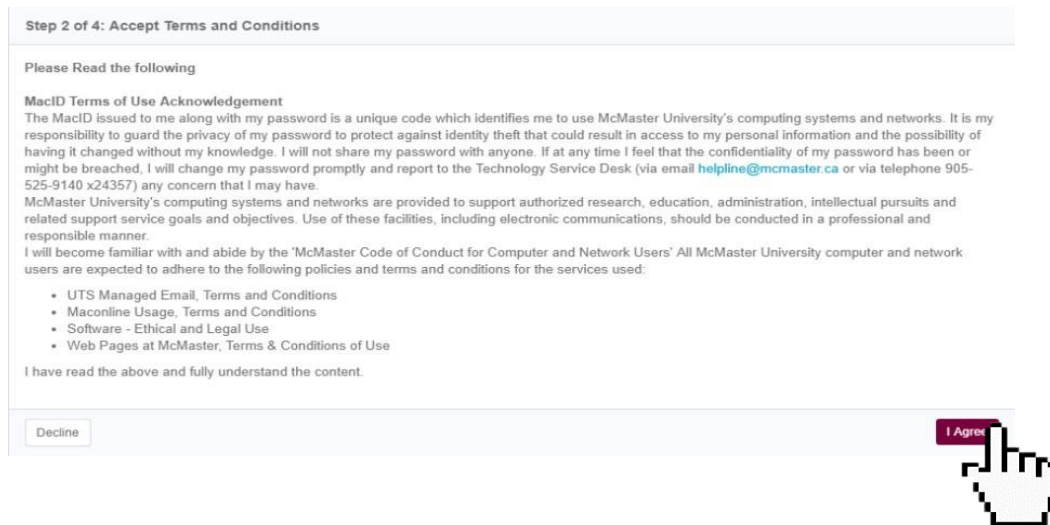 Step 2 of 4: Accept Terms and Conditions
Please Read the following
MacID Terms of Use Acknowledgement
The MacID issued to me along with my password is a unique code which identifies me to use McMaster University's computing systems and networks. It is my
responsibility to guard the privacy of my password to protect against identity theft that could result in access to my personal information and the possibility of
having it changed without my knowledge. I will not share my password with anyone. If at any time I feel that the confidentiality of my password has been or
might be breached, I will change my password promptly and report to the Technology Service Desk (via email helpline@mcmaster.ca or via telephone 905-
525-9140 x24357) any concern that I may have.
McMaster University's computing systems and networks are provided to support authorized research, education, administration, intellectual pursuits and
related support service goals and objectives. Use of these facilities, including electronic communications, should be conducted in a professional and
responsible manner.
I will become familiar with and abide by the 'McMaster Code of Conduct for Computer and Network Users' All McMaster University computer and network
users are expected to adhere to the following policies and terms and conditions for the services used:
• UTS Managed Email, Terms and Conditions
• Maconline Usage, Terms and Conditions
• Software - Ethical and Legal Use
• Web Pages at McMaster, Terms & Conditions of Use
I have read the above and fully understand the content.
Decline
I Agree